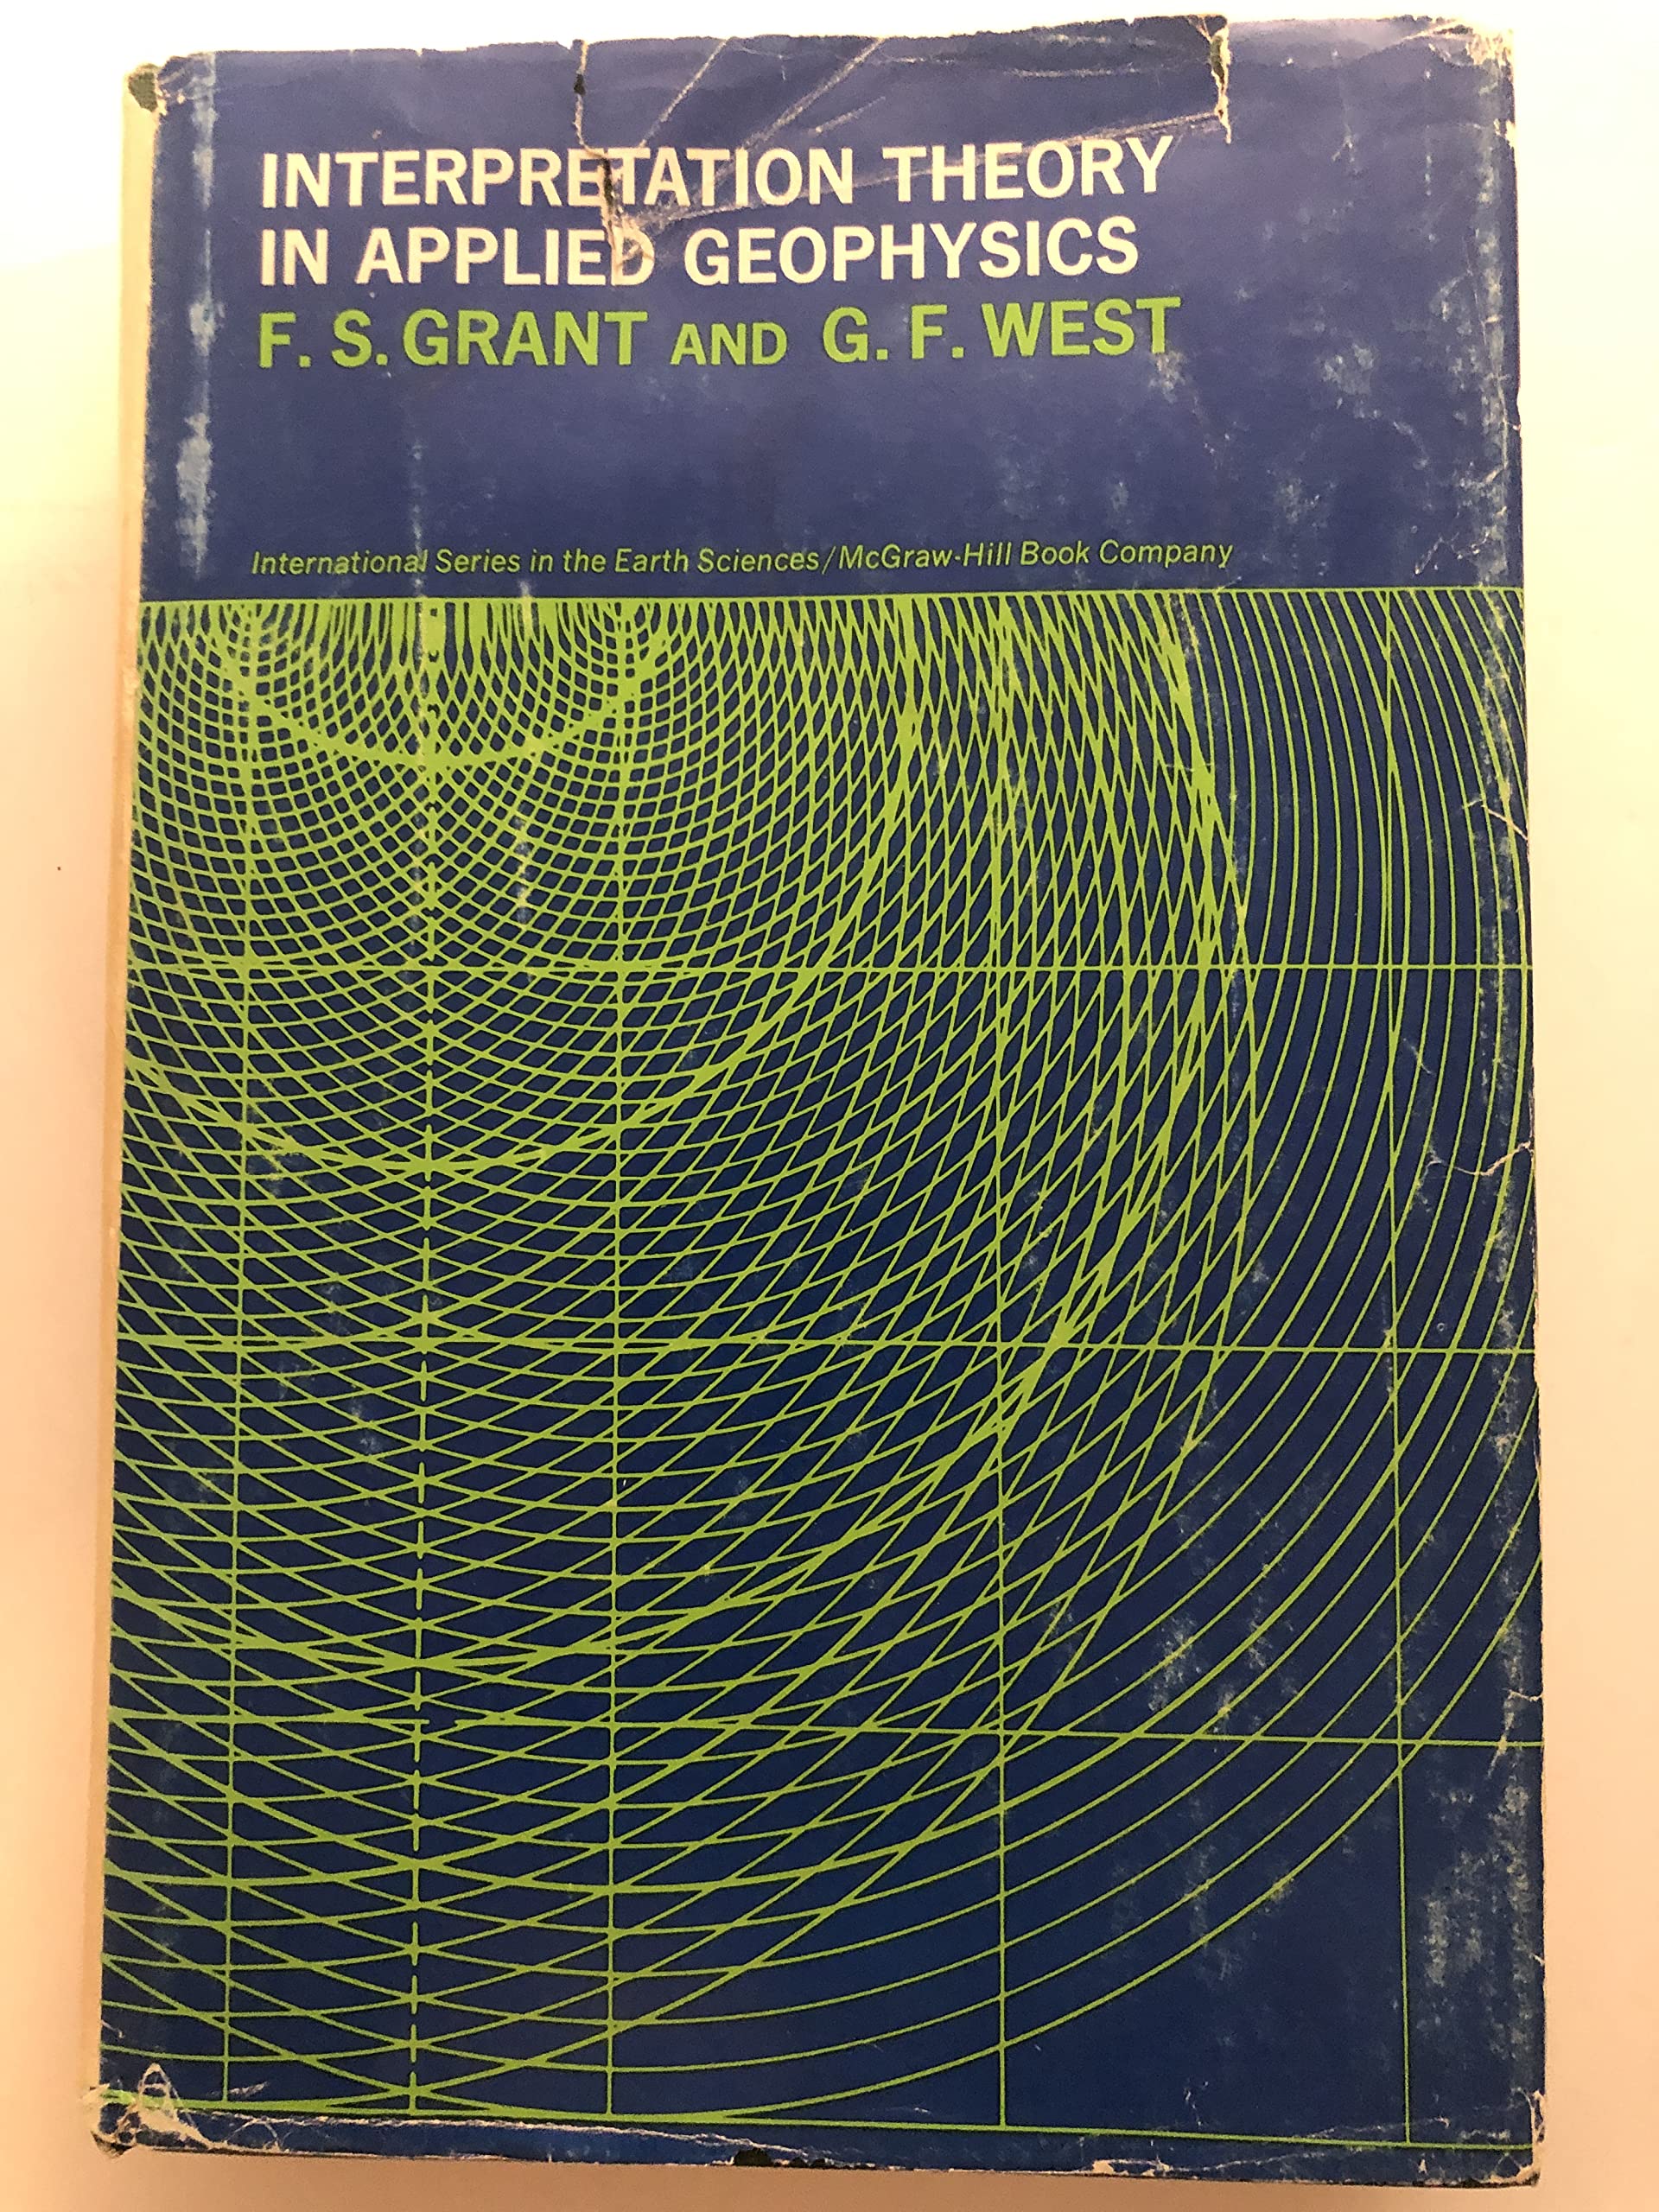 INTERPRETATION THEORY
IN APPLIED GEOPHYSICS
F. S. GRANT AND G. F. WEST
International Series in the Earth Sciences/McGraw-Hill Book Company